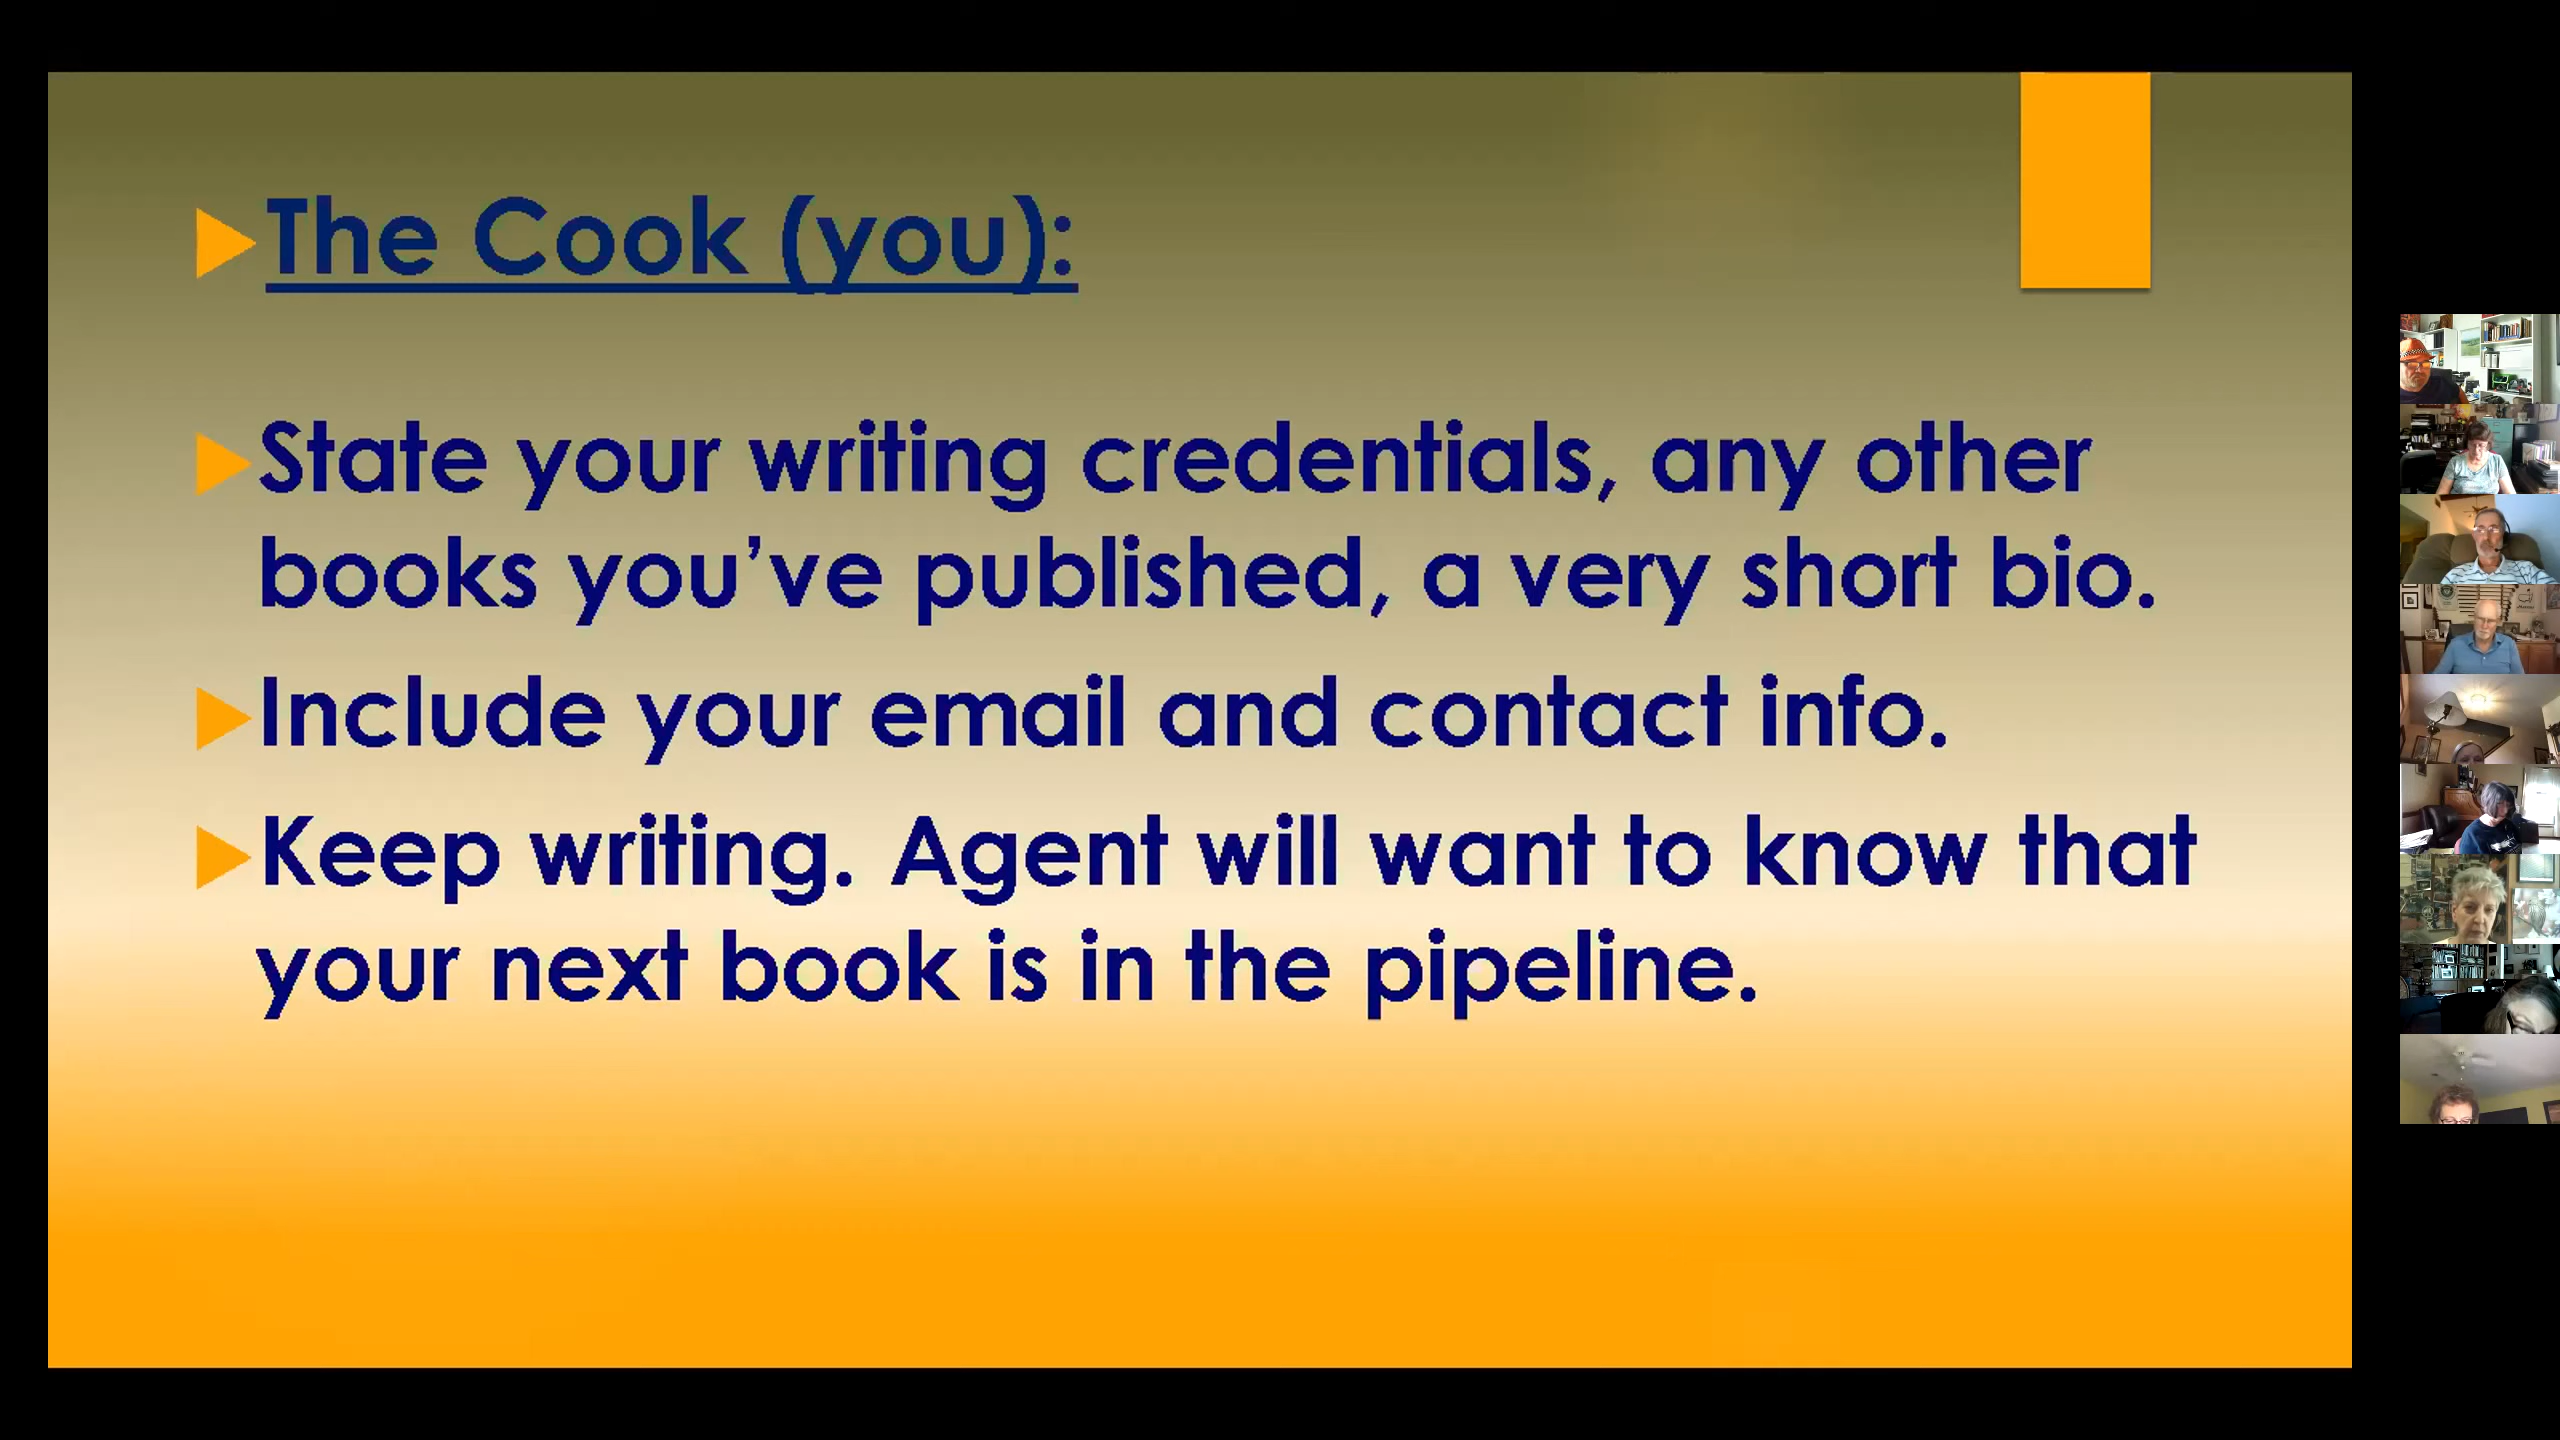 The Cook (you):
State your writing credentials, any other
books you’ve published, a very short bio.
Include your email and contact info.
Keep writing. Agent will want to know that
your next book is in the pipeline.